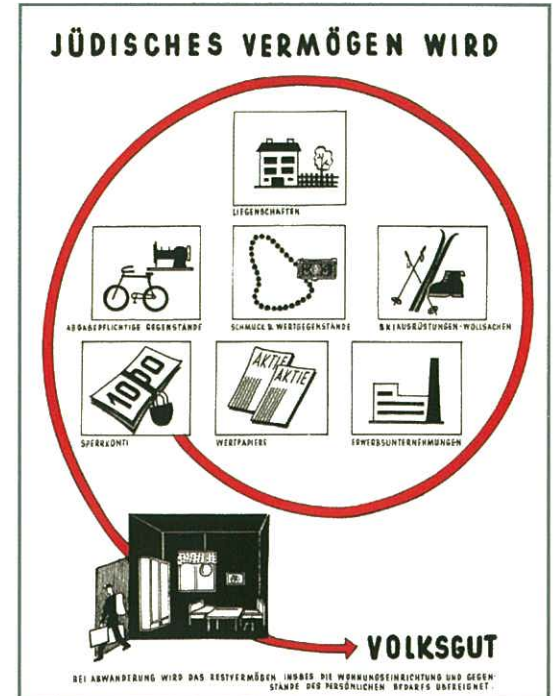 JÜDISCHES VERMÖGEN WIRD
LIEGENSCHAFTEN
ABGABEPFLICHTIGE GEGENSTÄNDE
SCHMUCK & WERTGEGENSTÄNDE
SKIAUSRÜSTUNGEN-WOLLSACHEN
1000
AKTIE
AKTIE
SPERRKONTI
WERTPAPIERE
ERWERBSUNTERNEHMUNGEN
VOLKSGUT
BEI ABWANDERUNG WIRD DAS RESTVERMÖGEN INSBES DIE WOHNUNGSEINRICHTUNG UND GEGEN-
STÄNDE DES PERSÖNLICHEN BEDARFS ÜBEREIGNET.